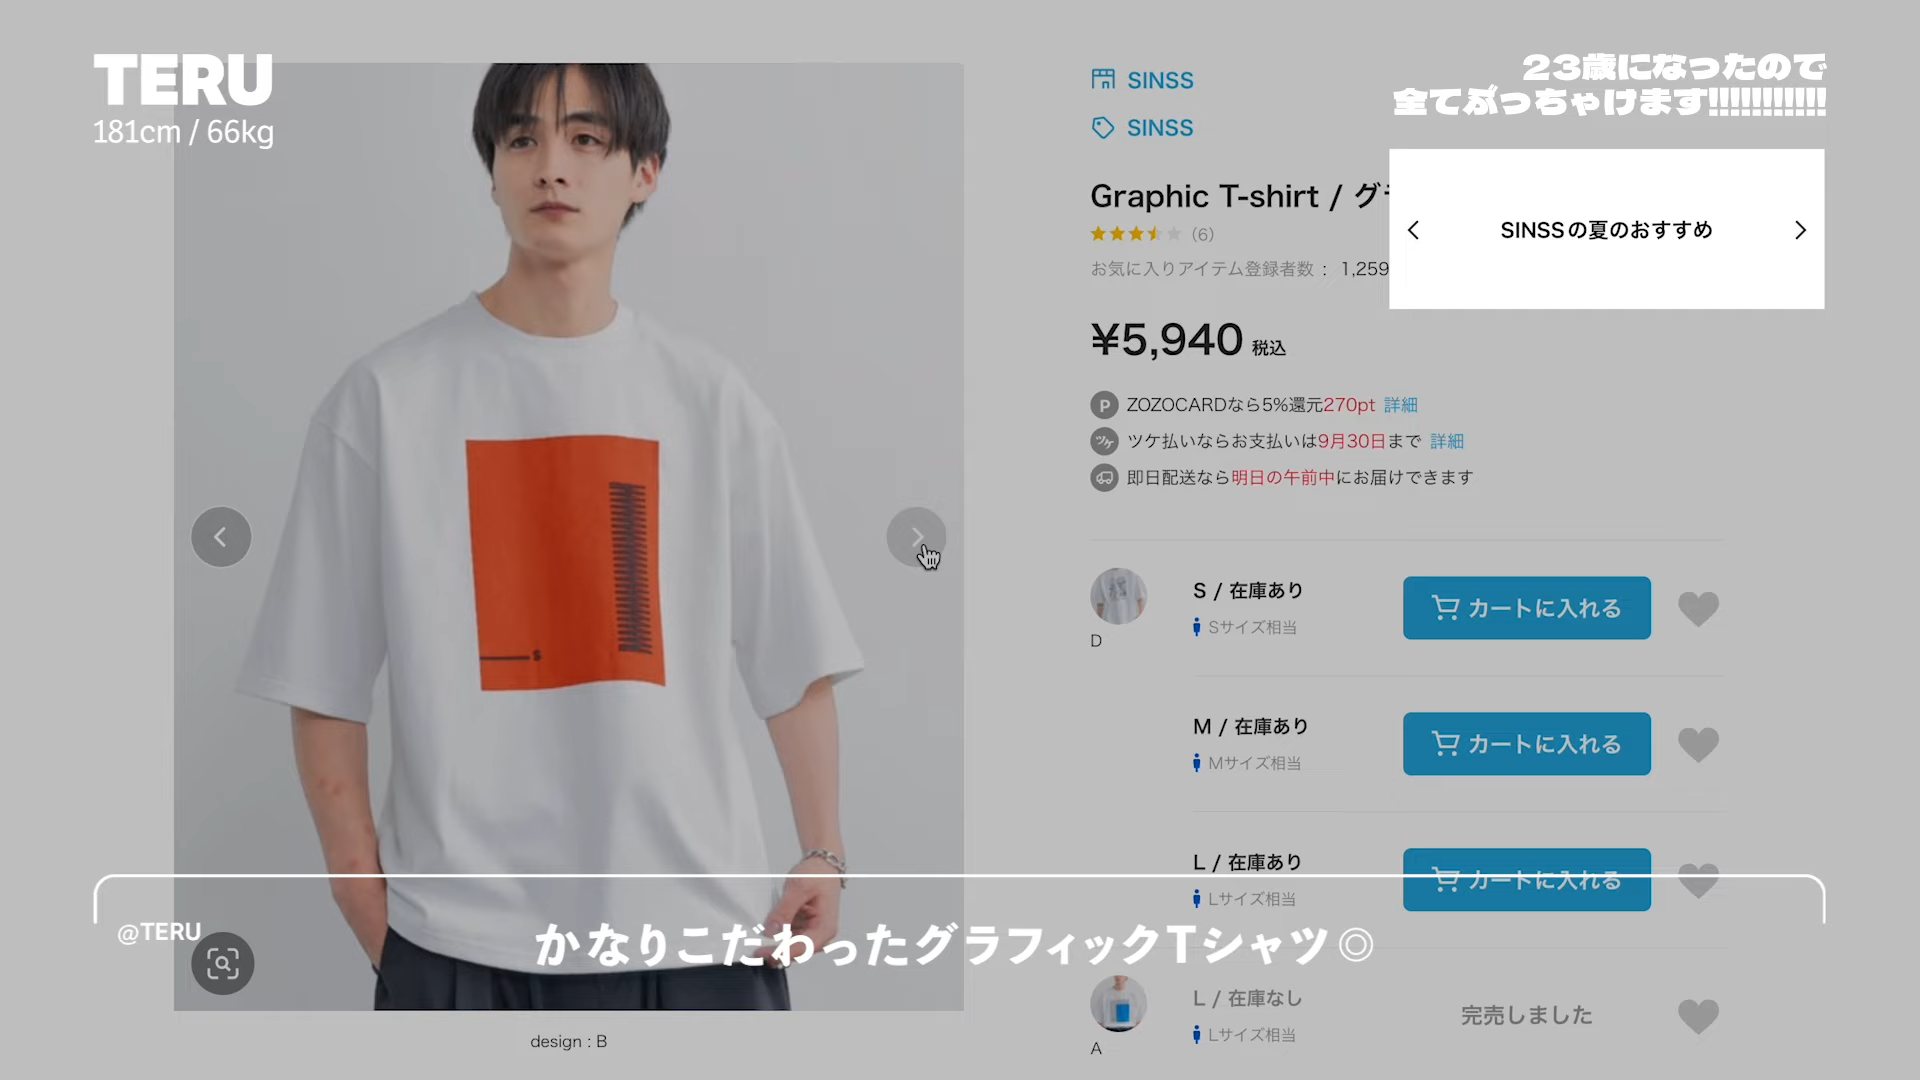 TERU
181cm / 66kg
23歳になったので
全てぶっちゃけます!!!!!!!!!!!
SINSS
SINSS
Graphic T-shirt / グ
SINSSの夏のおすすめ
(6)
お気に入りアイテム登録者数 : 1,259
¥5,940 税込
P ZOZOCARDなら5%還元270pt 詳細
ツケ ツケ払いならお支払いは9月30日まで 詳細
即日配送なら明日の午前中にお届けできます
S / 在庫あり
Sサイズ相当
カートに入れる
D
M / 在庫あり
Mサイズ相当
カートに入れる
L / 在庫あり
Lサイズ相当
カートに入れる
S
@TERU
かなりこだわったグラフィックTシャツ◎
L / 在庫なし
Lサイズ相当
完売しました
A
design : B